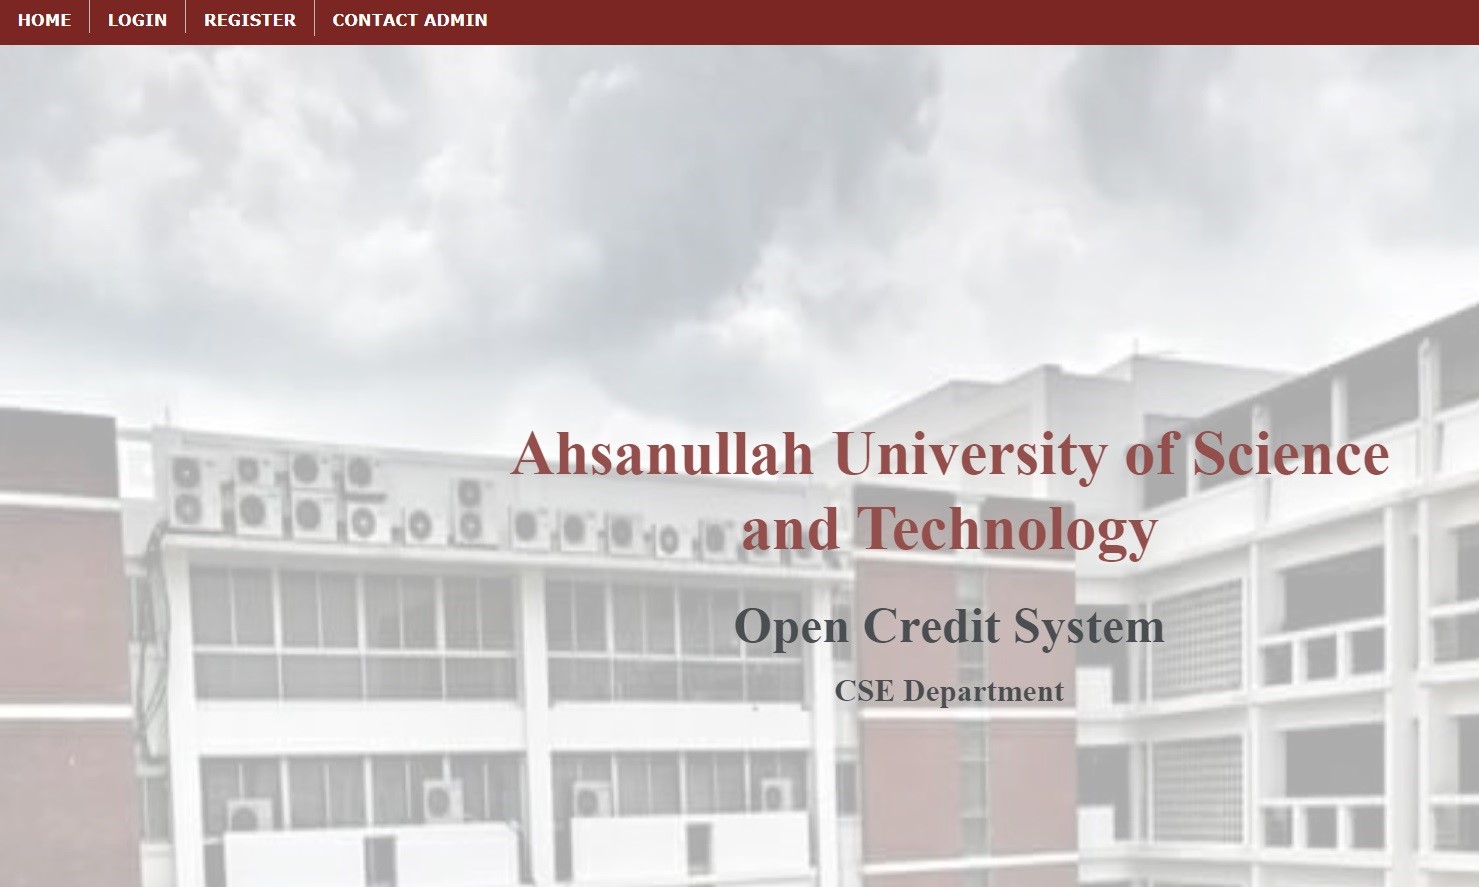 HOME LOGIN REGISTER CONTACT ADMIN
Ahsanullah University of Science
and Technology
Open Credit System
CSE Department